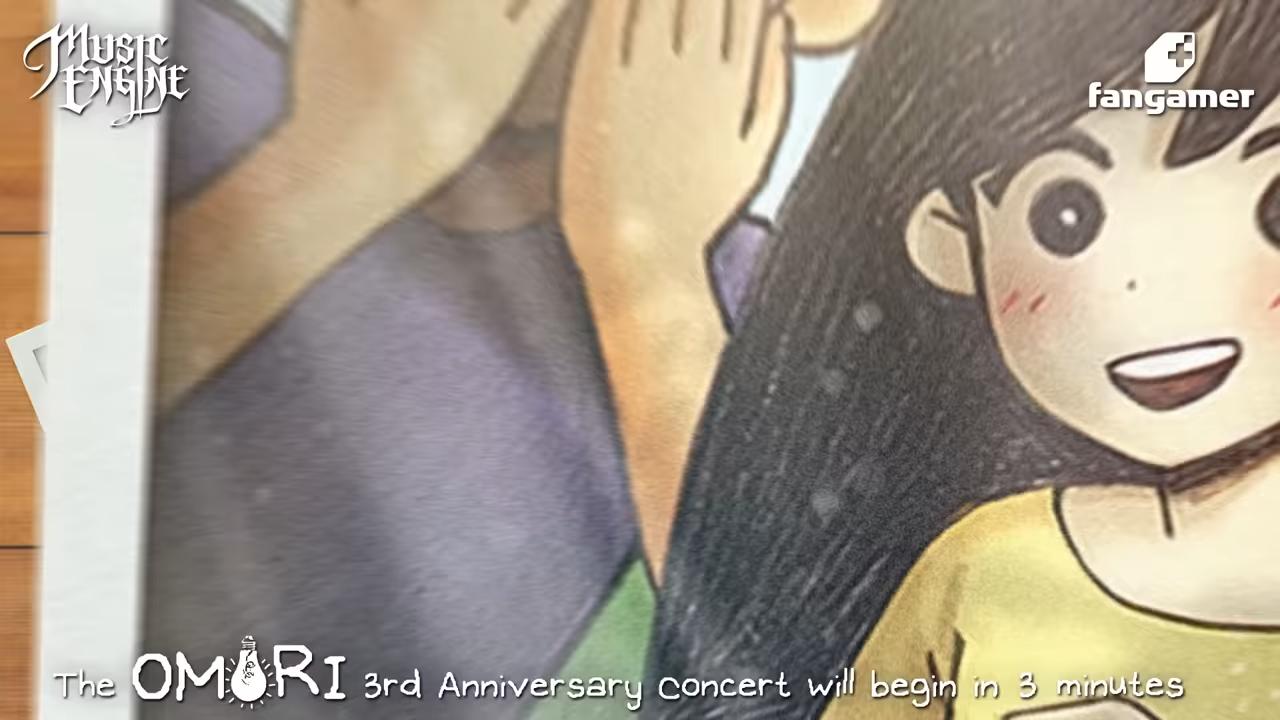 Music
Engine
fangamer
The OMORI 3rd Anniversary Concert will begin in 3 minutes